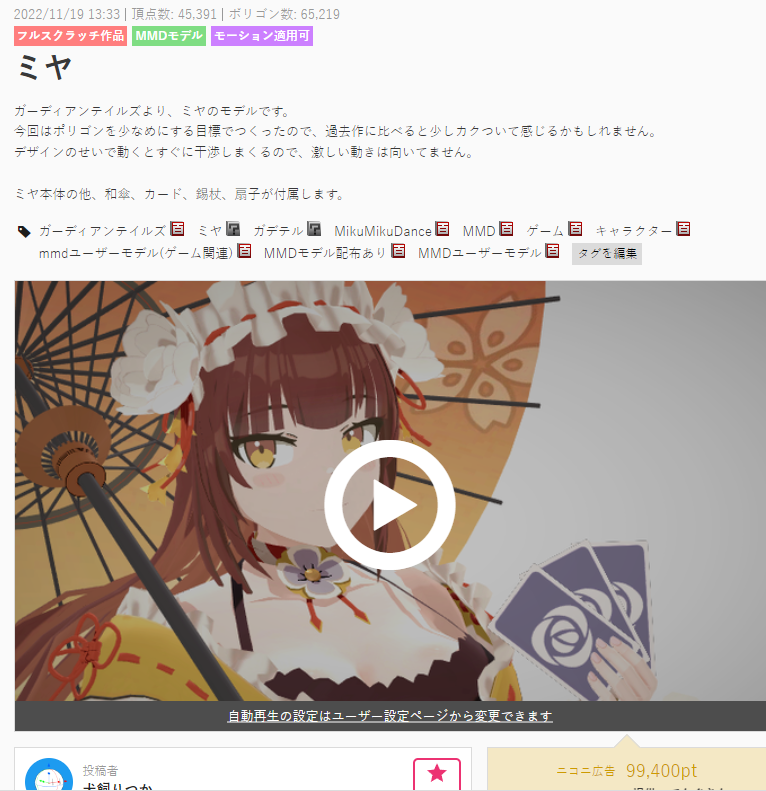 2022/11/19 13:33 | 頂点数: 45,391 | ポリゴン数: 65,219
フルスクラッチ作品 MMDモデル モーション適用可
ミヤ
ガーディアンテイルズより、ミヤのモデルです。
今回はポリゴンを少なめにする目標でつくったので、過去作に比べると少しカクついて感じるかもしれません。
デザインのせいで動くとすぐに干渉しまくるので、激しい動きは向いてません。
ミヤ本体の他、和傘、カード、錫杖、扇子が付属します。
ガーディアンテイルズ ミヤ ガデテル MikuMikuDance MMD ゲーム キャラクター
mmdユーザーモデル(ゲーム関連) MMDモデル配布あり MMDユーザーモデル タグを編集
自動再生の設定はユーザー設定ページから変更できます
投稿者
犬飼りつか
ニコニ広告 99,400pt